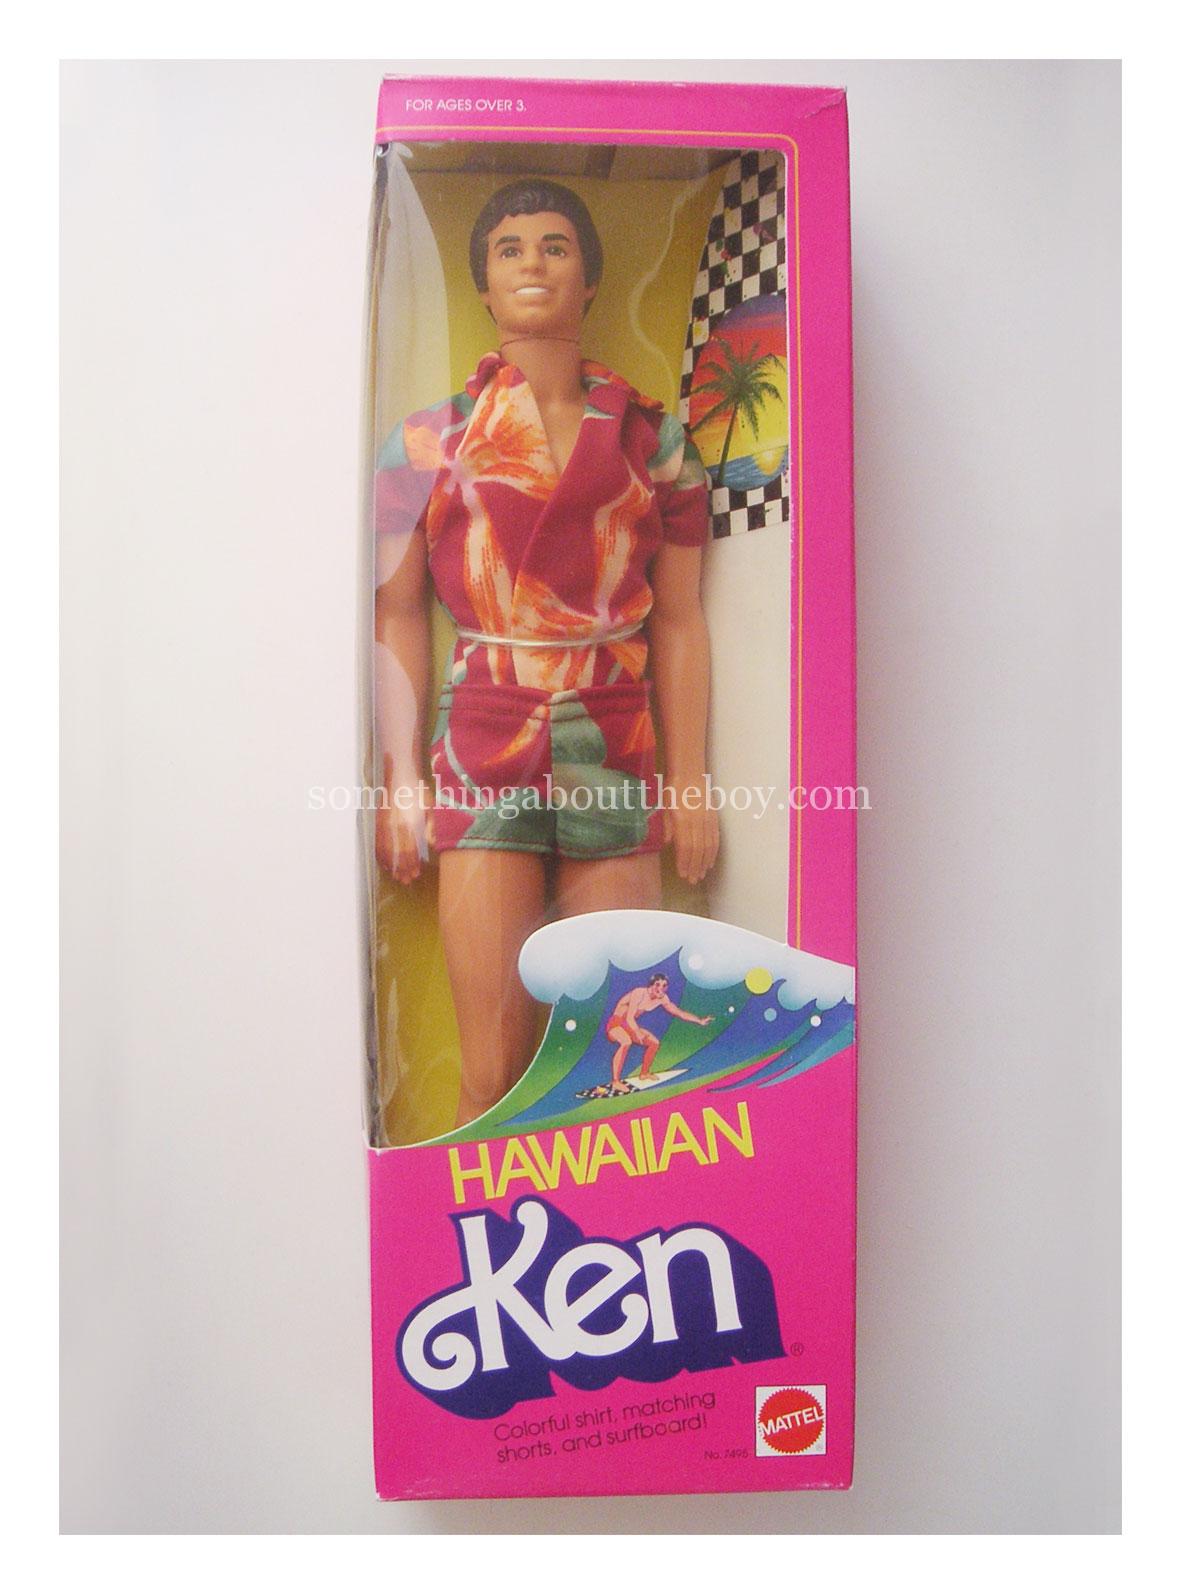 FOR AGES OVER 3.
somethingabouttheboy.com
HAWAIIAN
Ken®
Colorful shirt, matching
shorts, and surfboard!
MATTEL
No. 7495